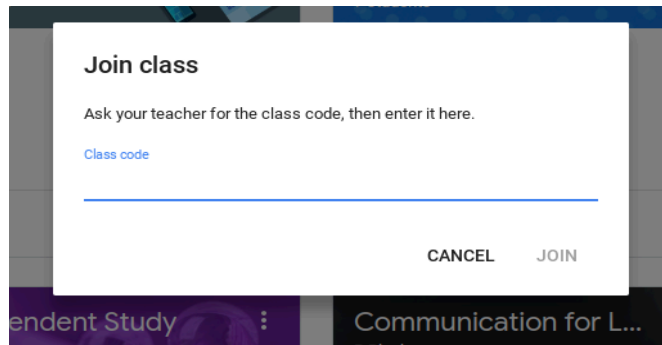 Join class
Ask your teacher for the class code, then enter it here.
Class code
CANCEL JOIN
endent Study
Communication for L...